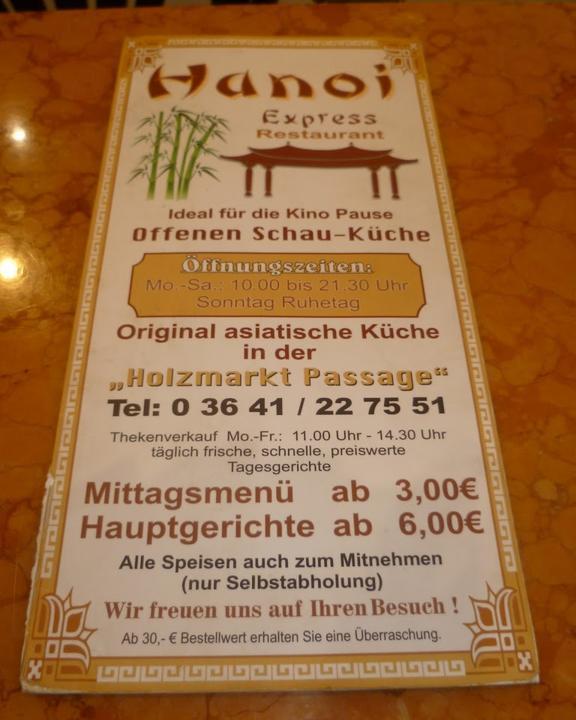 Hanoi
Express
Restaurant
Ideal für die Kino Pause
Offenen Schau-Küche
Öffnungszeiten:
Mo.-Sa.: 10.00 bis 21.30 Uhr
Sonntag Ruhetag
Original asiatische Küche
in der
„Holzmarkt Passage“
Tel: 0 36 41 / 22 75 51
Thekenverkauf Mo.-Fr.: 11.00 Uhr - 14.30 Uhr
täglich frische, schnelle, preiswerte
Tagesgerichte
Mittagsmenü ab 3,00€
Hauptgerichte ab 6,00€
Alle Speisen auch zum Mitnehmen
(nur Selbstabholung)
Wir freuen uns auf Ihren Besuch !
Ab 30,- € Bestellwert erhalten Sie eine Überraschung.